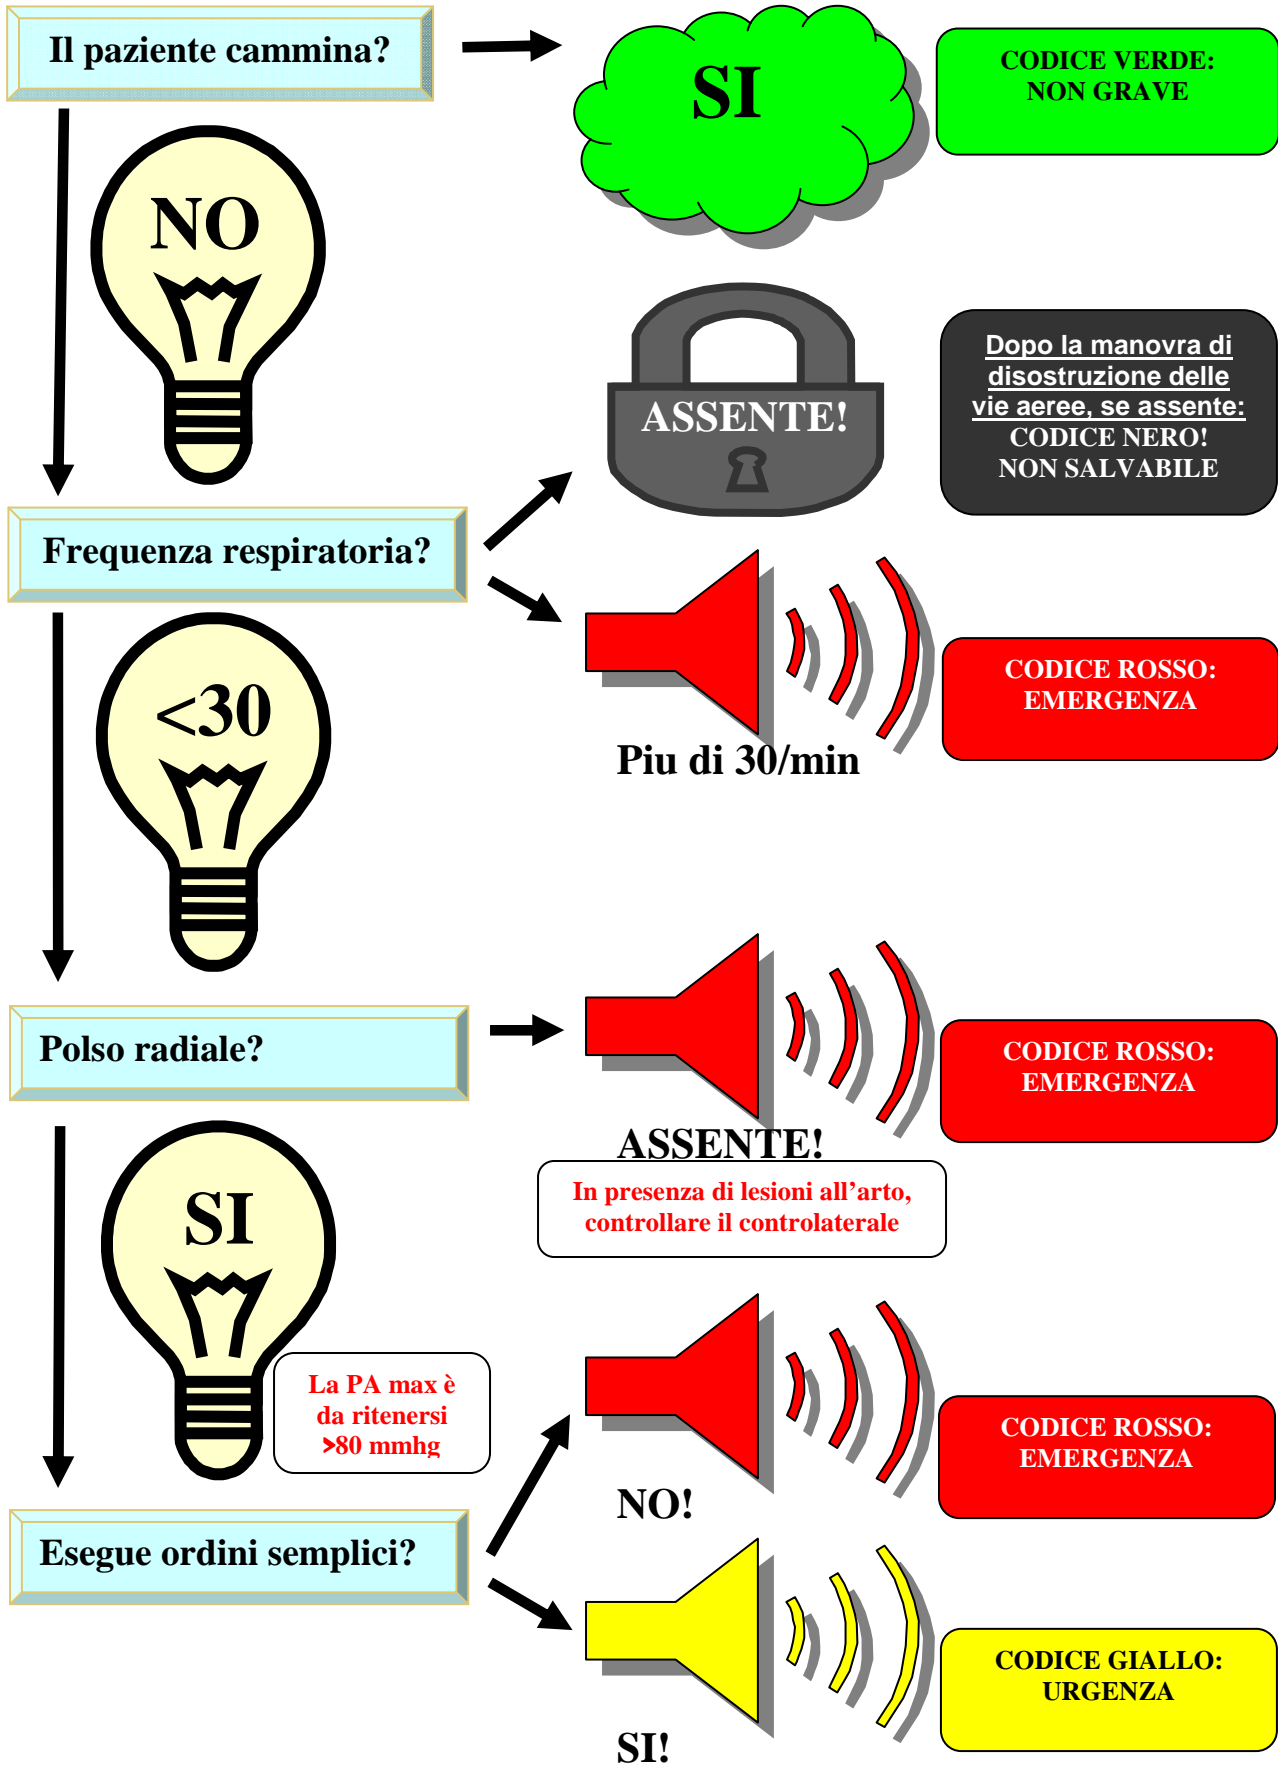 Il paziente cammina?
SI
CODICE VERDE:
NON GRAVE
NO
ASSENTE!
Dopo la manovra di
disostruzione delle
vie aeree, se assente:
CODICE NERO!
NON SALVABILE
Frequenza respiratoria?
CODICE ROSSO:
EMERGENZA
<30
Piu di 30/min
Polso radiale?
CODICE ROSSO:
EMERGENZA
ASSENTE!
In presenza di lesioni all’arto,
controllare il controlaterale
SI
La PA max è
da ritenersi
>80 mmhg
CODICE ROSSO:
EMERGENZA
NO!
Esegue ordini semplici?
CODICE GIALLO:
URGENZA
SI!